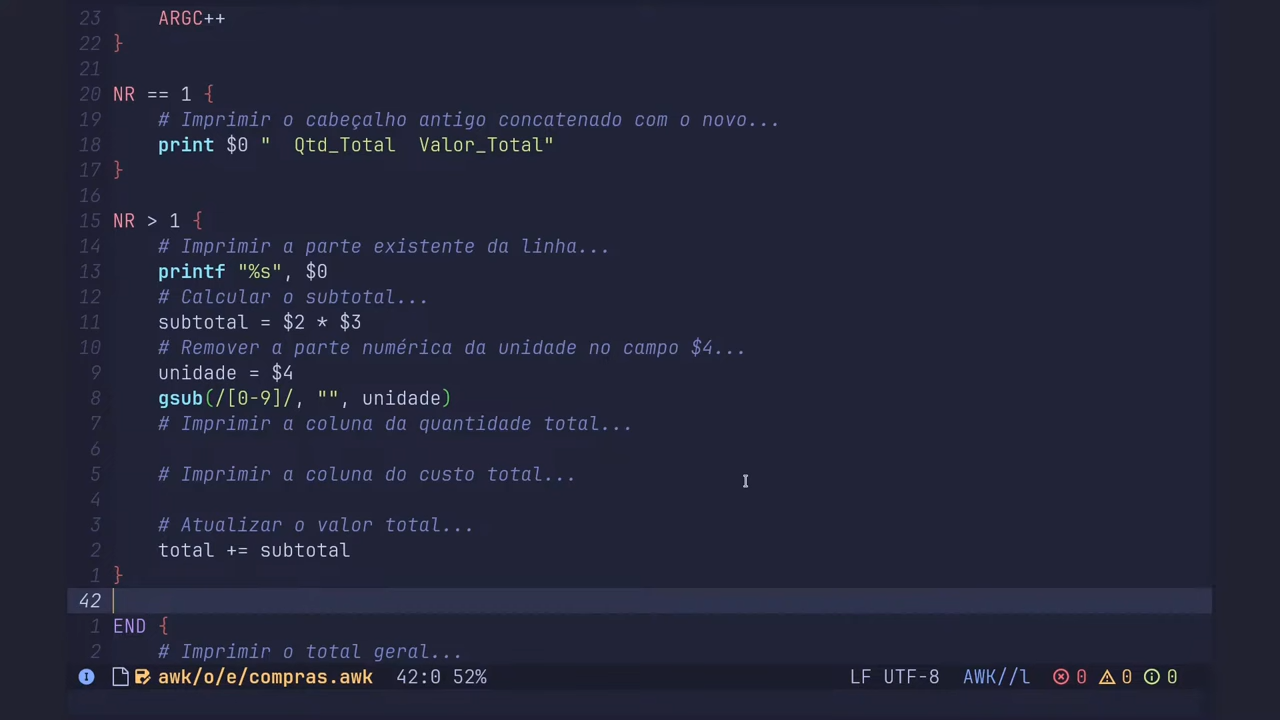 23 ARGC++
22 }
21
20 NR == 1 {
19 # Imprimir o cabeçalho antigo concatenado com o novo...
18 print $0 "  Qtd_Total  Valor_Total"
17 }
16
15 NR > 1 {
14 # Imprimir a parte existente da linha...
13 printf "%s", $0
12 # Calcular o subtotal...
11 subtotal = $2 * $3
10 # Remover a parte numérica da unidade no campo $4...
9 unidade = $4
8 gsub(/[0-9]/, "", unidade)
7 # Imprimir a coluna da quantidade total...
6
5 # Imprimir a coluna do custo total...
4
3 # Atualizar o valor total...
2 total += subtotal
1 }
42
1 END {
2 # Imprimir o total geral...
awk/o/e/compras.awk 42:0 52% LF UTF-8 AWK//l 0 0 0